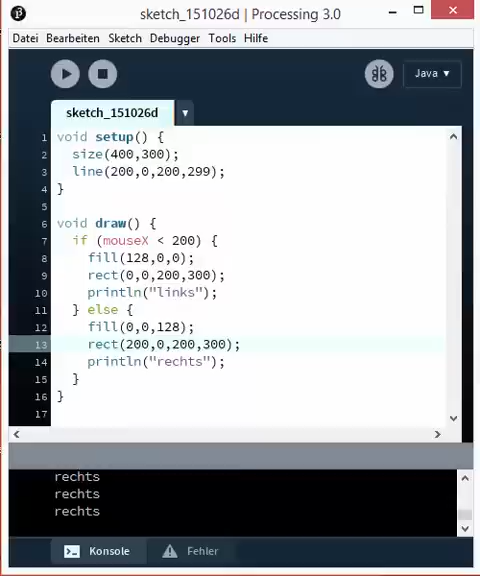 sketch_151026d | Processing 3.0
Datei Bearbeiten Sketch Debugger Tools Hilfe
Java ▾
sketch_151026d ▾
1 void setup() {
2   size(400,300);
3   line(200,0,200,299);
4 }
5
6 void draw() {
7   if (mouseX < 200) {
8     fill(128,0,0);
9     rect(0,0,200,300);
10     println("links");
11   } else {
12     fill(0,0,128);
13     rect(200,0,200,300);
14     println("rechts");
15   }
16 }
17
rechts
rechts
rechts
Konsole Fehler